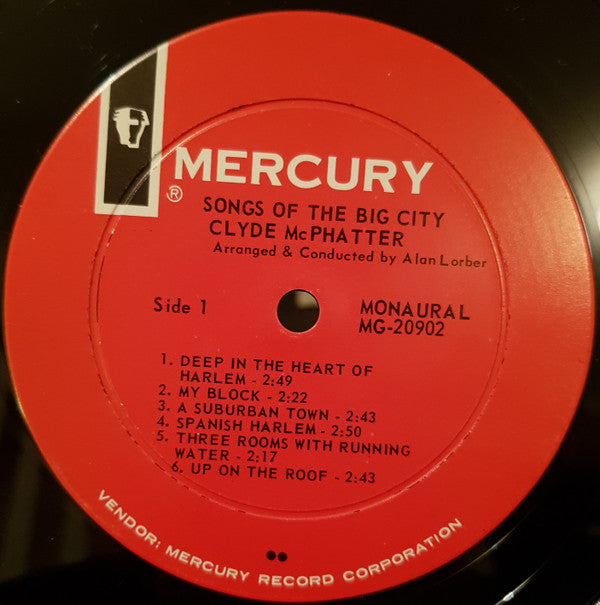 MERCURY
®
SONGS OF THE BIG CITY
CLYDE McPHATTER
Arranged & Conducted by Alan Lorber
Side 1
MONAURAL
MG-20902
1. DEEP IN THE HEART OF
HARLEM - 2:49
2. MY BLOCK - 2:22
3. A SUBURBAN TOWN - 2:43
4. SPANISH HARLEM - 2:50
5. THREE ROOMS WITH RUNNING
WATER - 2:17
6. UP ON THE ROOF - 2:43
VENDOR: MERCURY RECORD CORPORATION